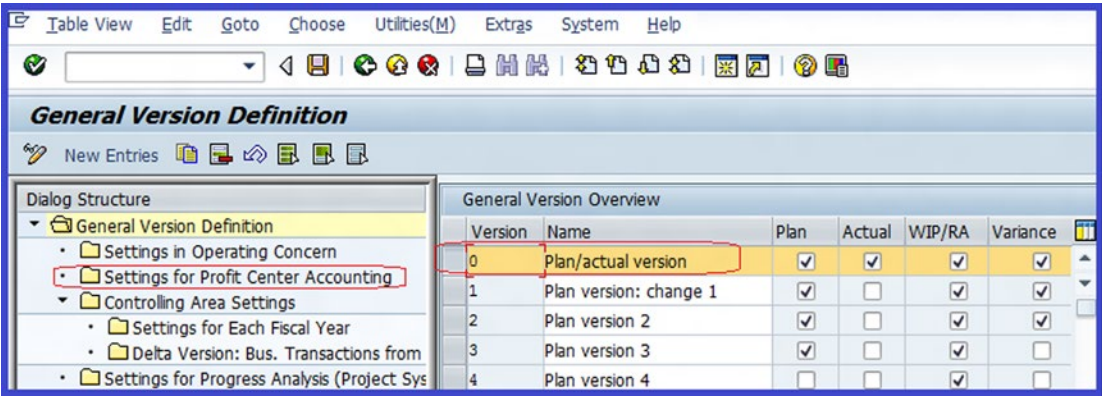 Table View Edit Goto Choose Utilities(M) Extras System Help
General Version Definition
New Entries
Dialog Structure
General Version Definition
Settings in Operating Concern
Settings for Profit Center Accounting
Controlling Area Settings
Settings for Each Fiscal Year
Delta Version: Bus. Transactions from
Settings for Progress Analysis (Project Sys
General Version Overview
Version Name Plan Actual WIP/RA Variance
0 Plan/actual version
1 Plan version: change 1
2 Plan version 2
3 Plan version 3
4 Plan version 4